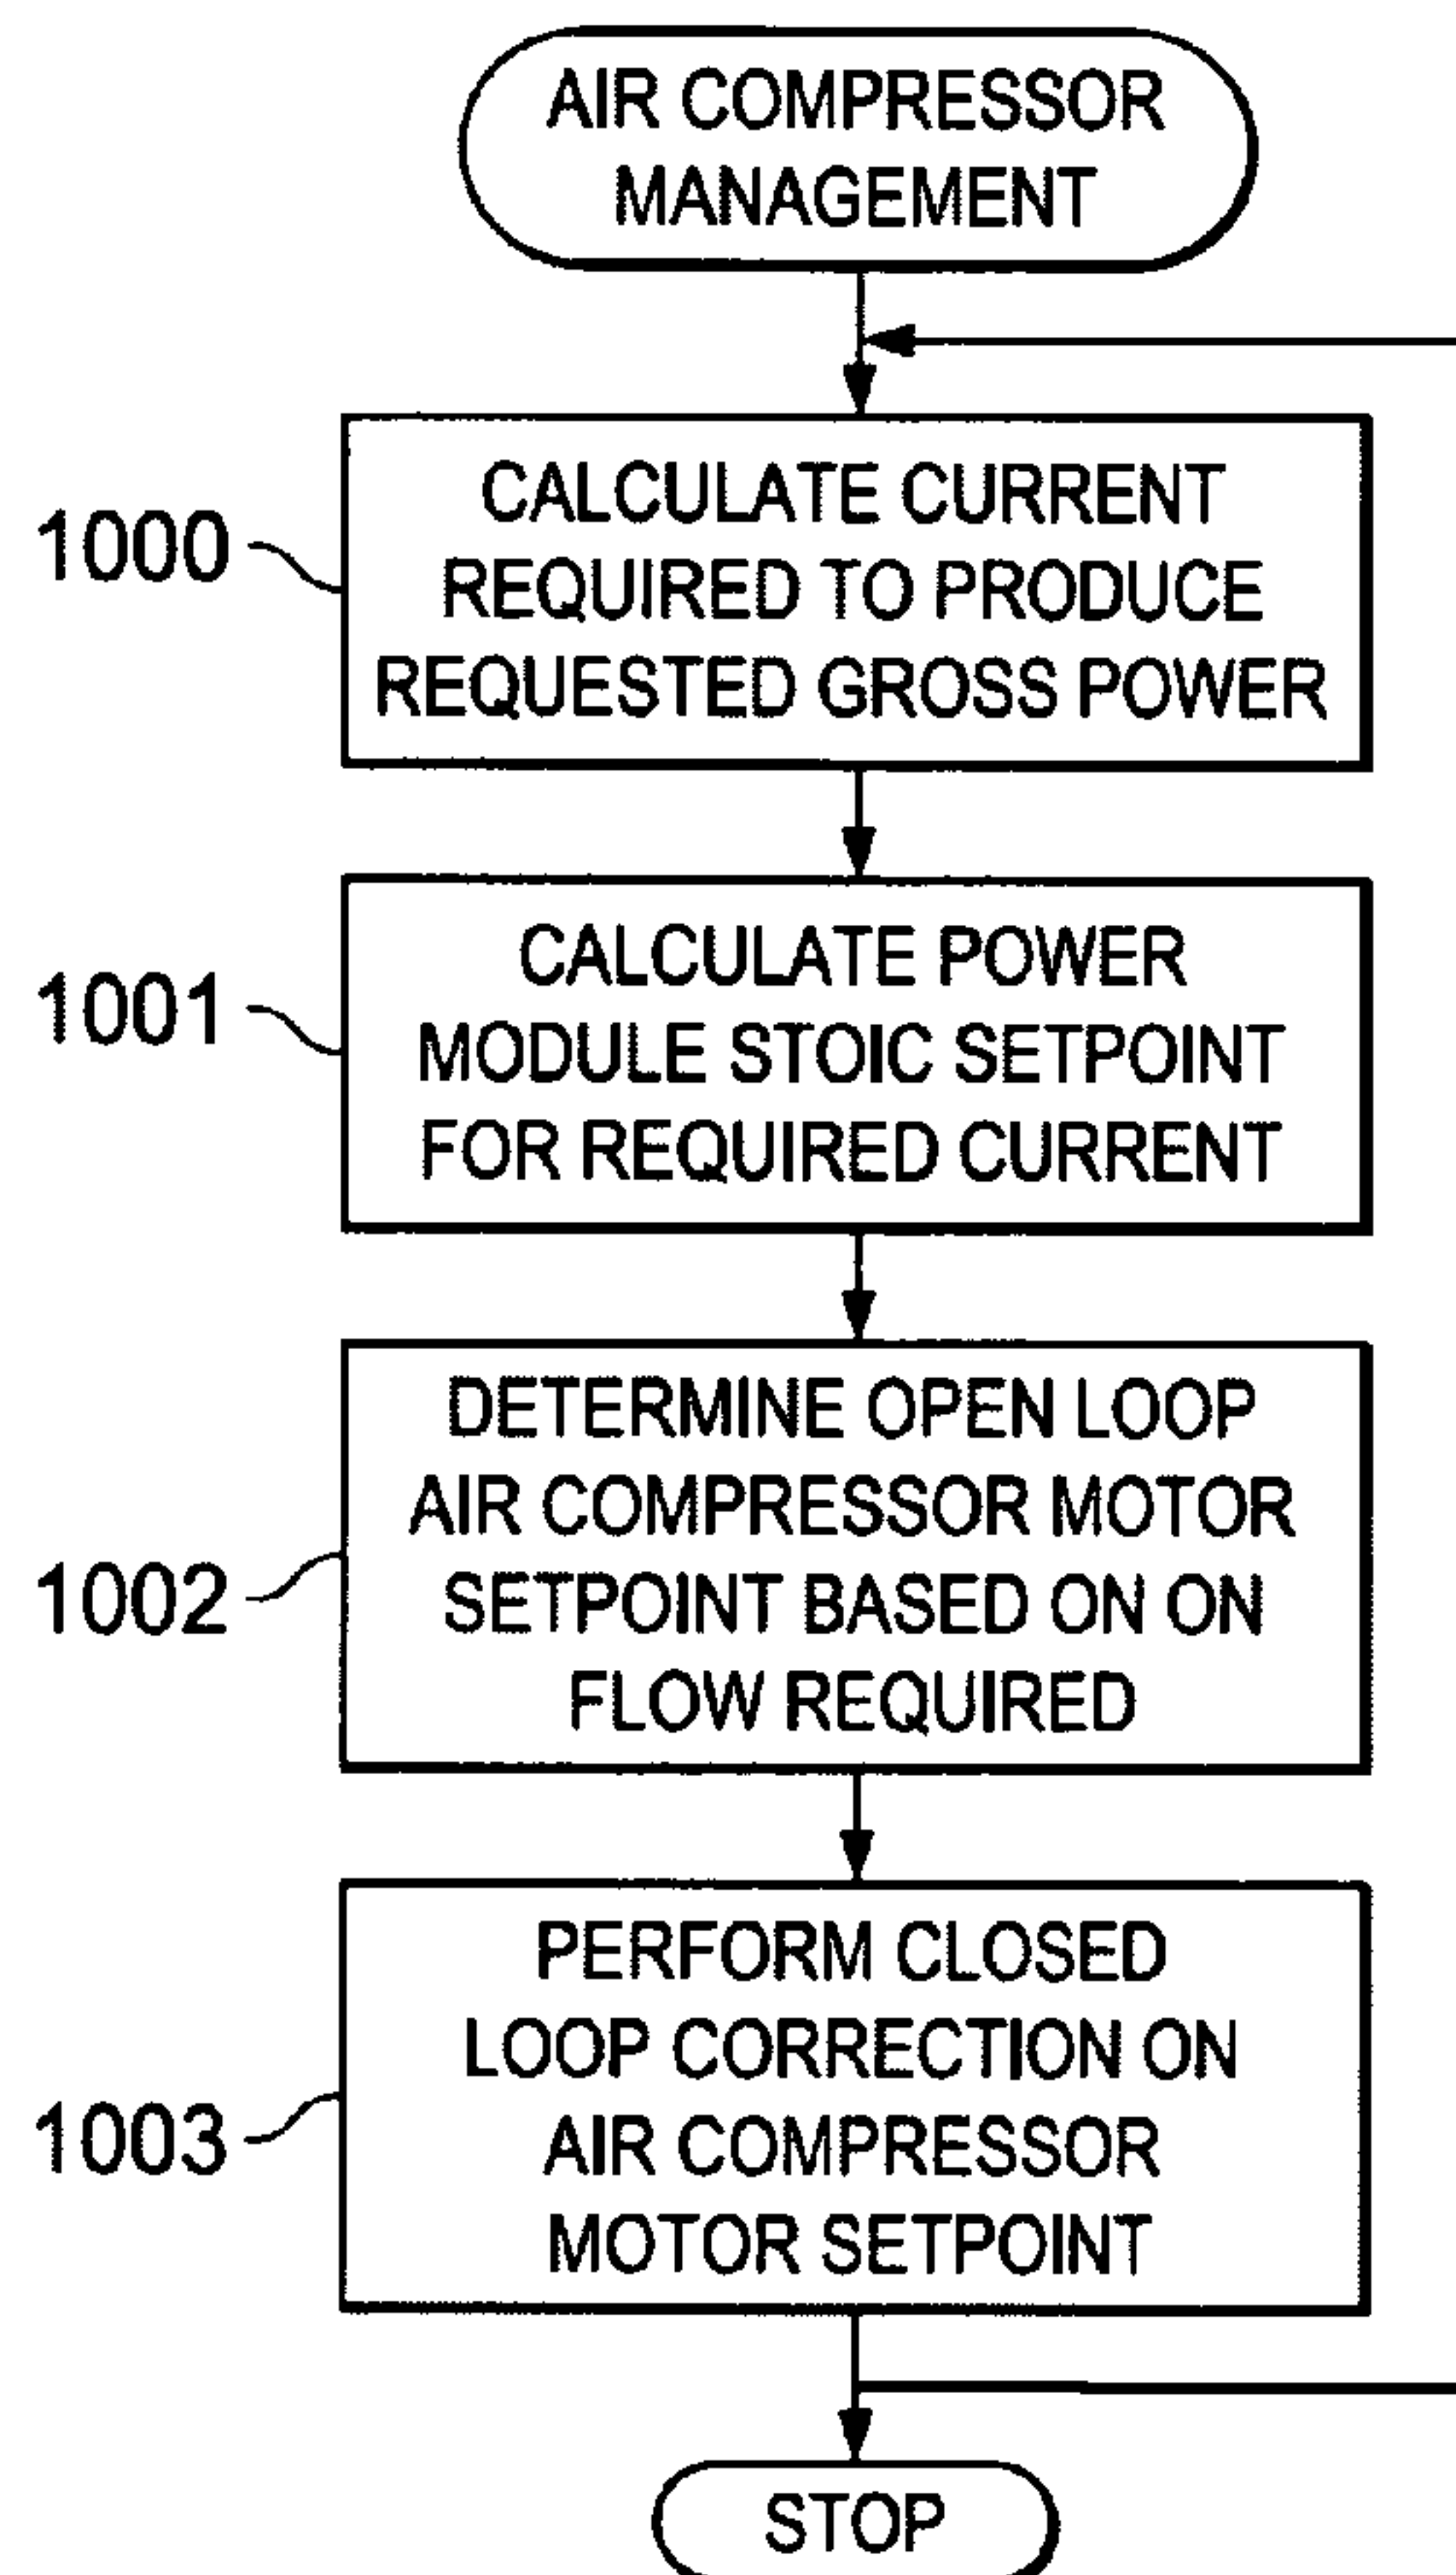 AIR COMPRESSOR
MANAGEMENT
1000
CALCULATE CURRENT
REQUIRED TO PRODUCE
REQUESTED GROSS POWER
1001
CALCULATE POWER
MODULE STOIC SETPOINT
FOR REQUIRED CURRENT
1002
DETERMINE OPEN LOOP
AIR COMPRESSOR MOTOR
SETPOINT BASED ON ON
FLOW REQUIRED
1003
PERFORM CLOSED
LOOP CORRECTION ON
AIR COMPRESSOR
MOTOR SETPOINT
STOP